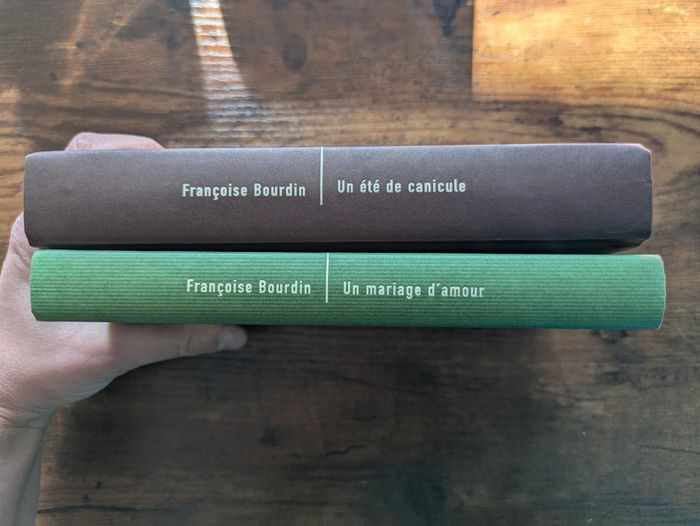 Françoise Bourdin | Un été de canicule
Françoise Bourdin | Un mariage d'amour